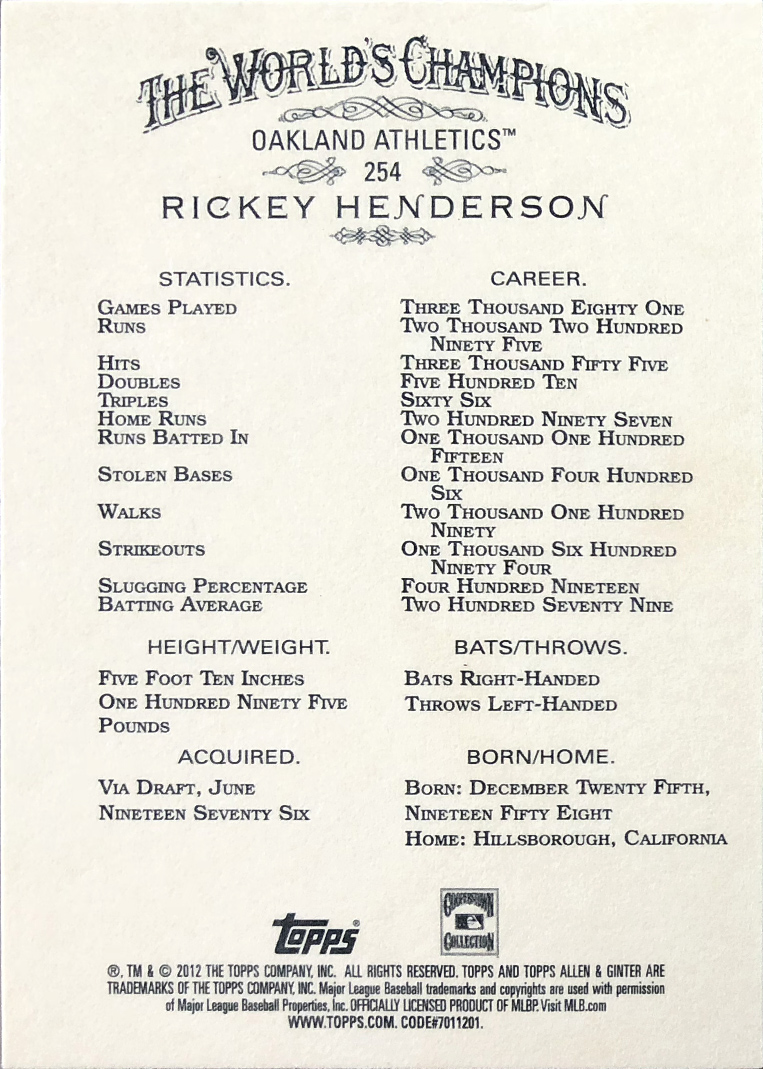 THE WORLD'S CHAMPIONS
OAKLAND ATHLETICS™
254
RICKEY HENDERSON
STATISTICS. CAREER.
GAMES PLAYED THREE THOUSAND EIGHTY ONE
RUNS TWO THOUSAND TWO HUNDRED
NINETY FIVE
HITS THREE THOUSAND FIFTY FIVE
DOUBLES FIVE HUNDRED TEN
TRIPLES SIXTY SIX
HOME RUNS TWO HUNDRED NINETY SEVEN
RUNS BATTED IN ONE THOUSAND ONE HUNDRED
FIFTEEN
STOLEN BASES ONE THOUSAND FOUR HUNDRED
SIX
WALKS TWO THOUSAND ONE HUNDRED
NINETY
STRIKEOUTS ONE THOUSAND SIX HUNDRED
NINETY FOUR
SLUGGING PERCENTAGE FOUR HUNDRED NINETEEN
BATTING AVERAGE TWO HUNDRED SEVENTY NINE
HEIGHT/WEIGHT. BATS/THROWS.
FIVE FOOT TEN INCHES BATS RIGHT-HANDED
ONE HUNDRED NINETY FIVE THROWS LEFT-HANDED
POUNDS
ACQUIRED. BORN/HOME.
VIA DRAFT, JUNE BORN: DECEMBER TWENTY FIFTH,
NINETEEN SEVENTY SIX NINETEEN FIFTY EIGHT
HOME: HILLSBOROUGH, CALIFORNIA
TOPPS® COOPERSTOWN
COLLECTION
®, TM & © 2012 THE TOPPS COMPANY, INC. ALL RIGHTS RESERVED. TOPPS AND TOPPS ALLEN & GINTER ARE
TRADEMARKS OF THE TOPPS COMPANY, INC. Major League Baseball trademarks and copyrights are used with permission
of Major League Baseball Properties, Inc. OFFICIALLY LICENSED PRODUCT OF MLBP. Visit MLB.com
WWW.TOPPS.COM. CODE#7011201.